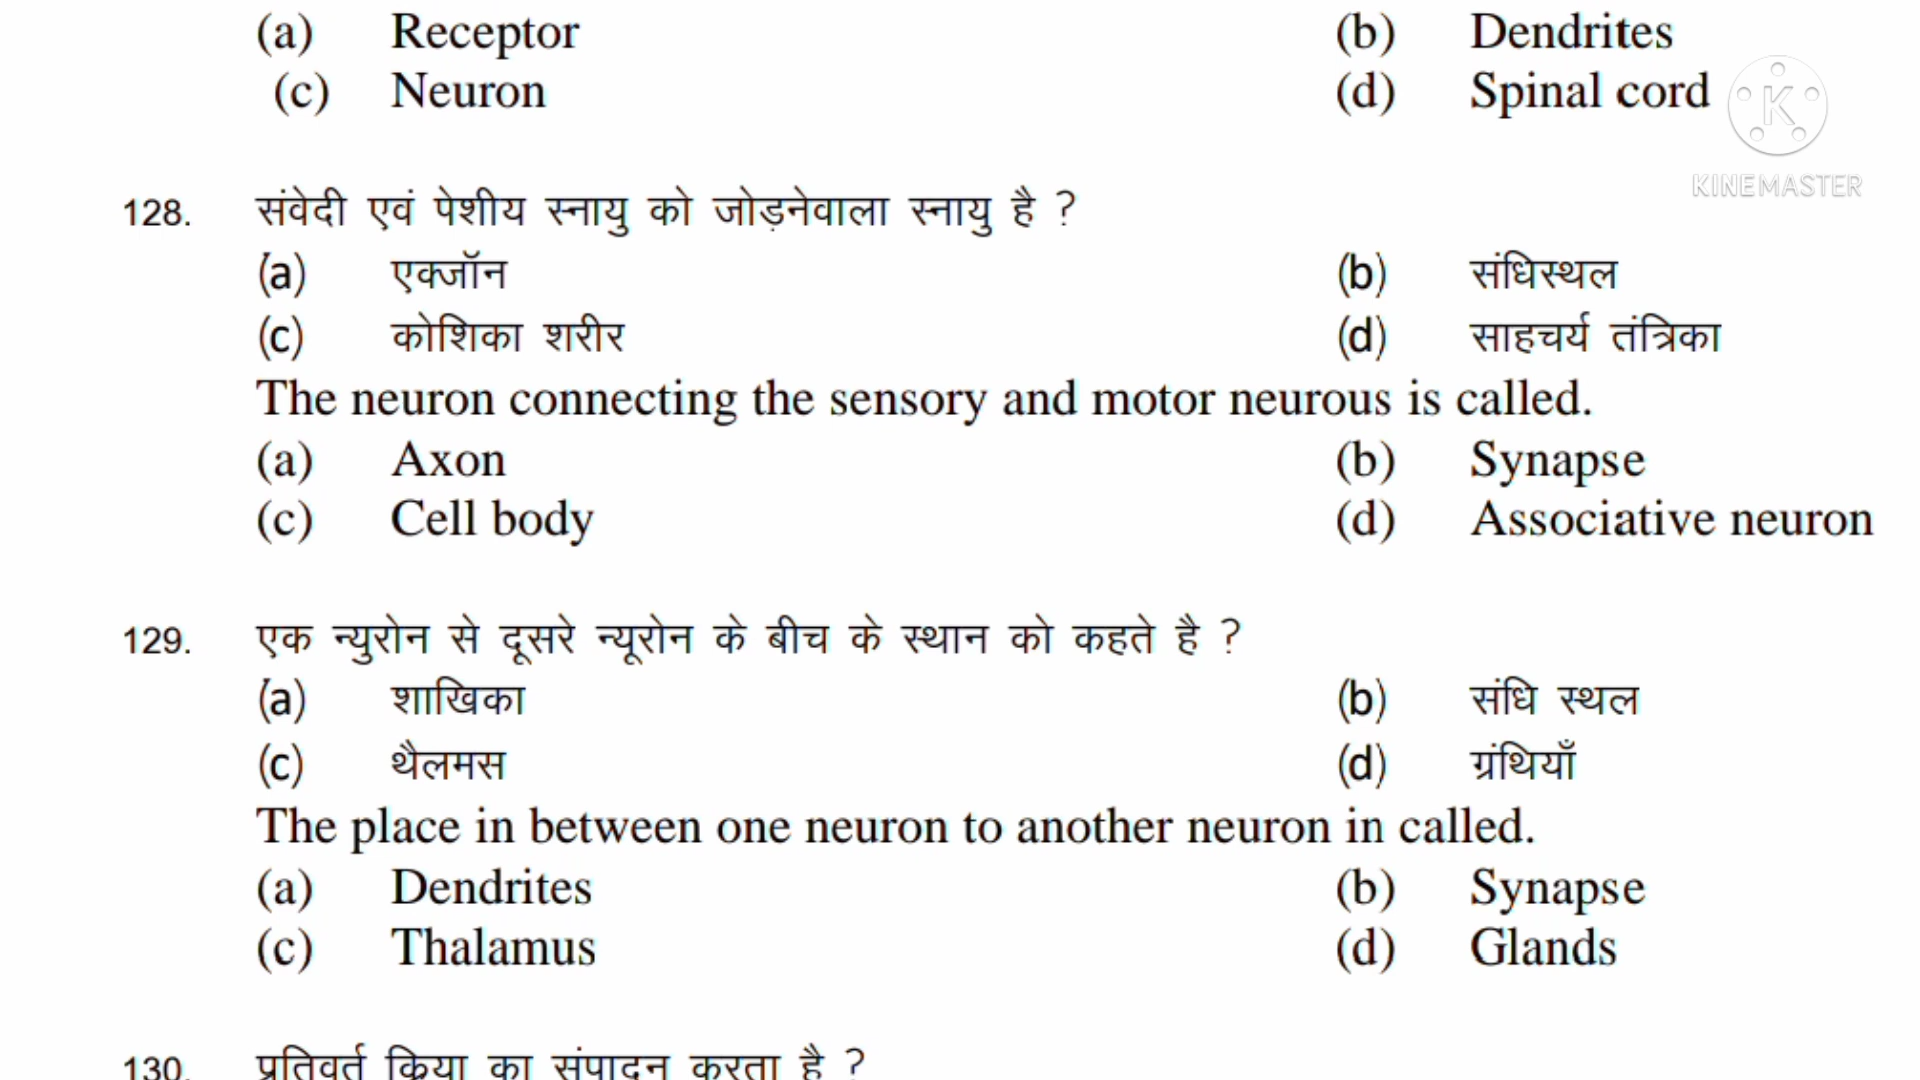 (a) Receptor (b) Dendrites
(c) Neuron (d) Spinal cord
KINEMASTER
128. संवेदी एवं पेशीय स्नायु को जोड़नेवाला स्नायु है ?
(a) एक्जॉन (b) संधिस्थल
(c) कोशिका शरीर (d) साहचर्य तंत्रिका
The neuron connecting the sensory and motor neurous is called.
(a) Axon (b) Synapse
(c) Cell body (d) Associative neuron
129. एक न्युरोन से दूसरे न्यूरोन के बीच के स्थान को कहते है ?
(a) शाखिका (b) संधि स्थल
(c) थैलमस (d) ग्रंथियाँ
The place in between one neuron to another neuron in called.
(a) Dendrites (b) Synapse
(c) Thalamus (d) Glands
130. प्रतिवर्त क्रिया का संपादन करता है ?